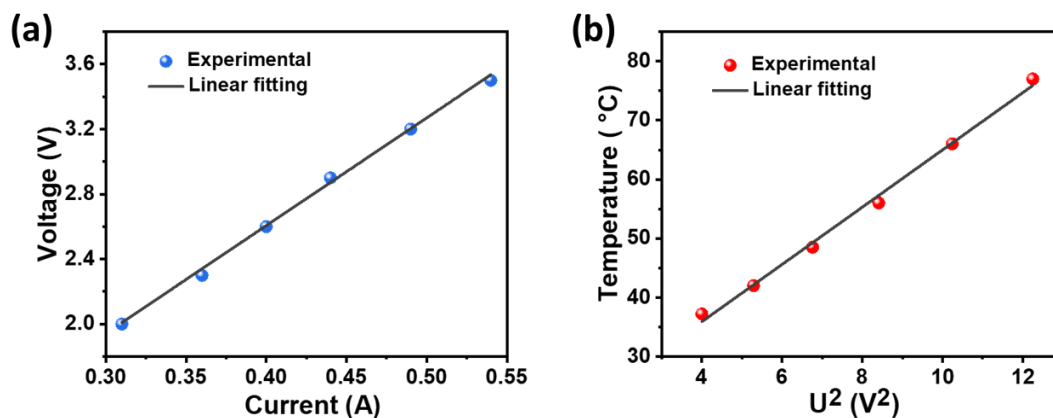 (a)
Experimental
Linear fitting
3.6
3.2
2.8
2.4
2.0
Voltage (V)
0.30 0.35 0.40 0.45 0.50 0.55
Current (A)
(b)
Experimental
Linear fitting
80
70
60
50
40
30
Temperature ( °C)
4 6 8 10 12
U² (V²)